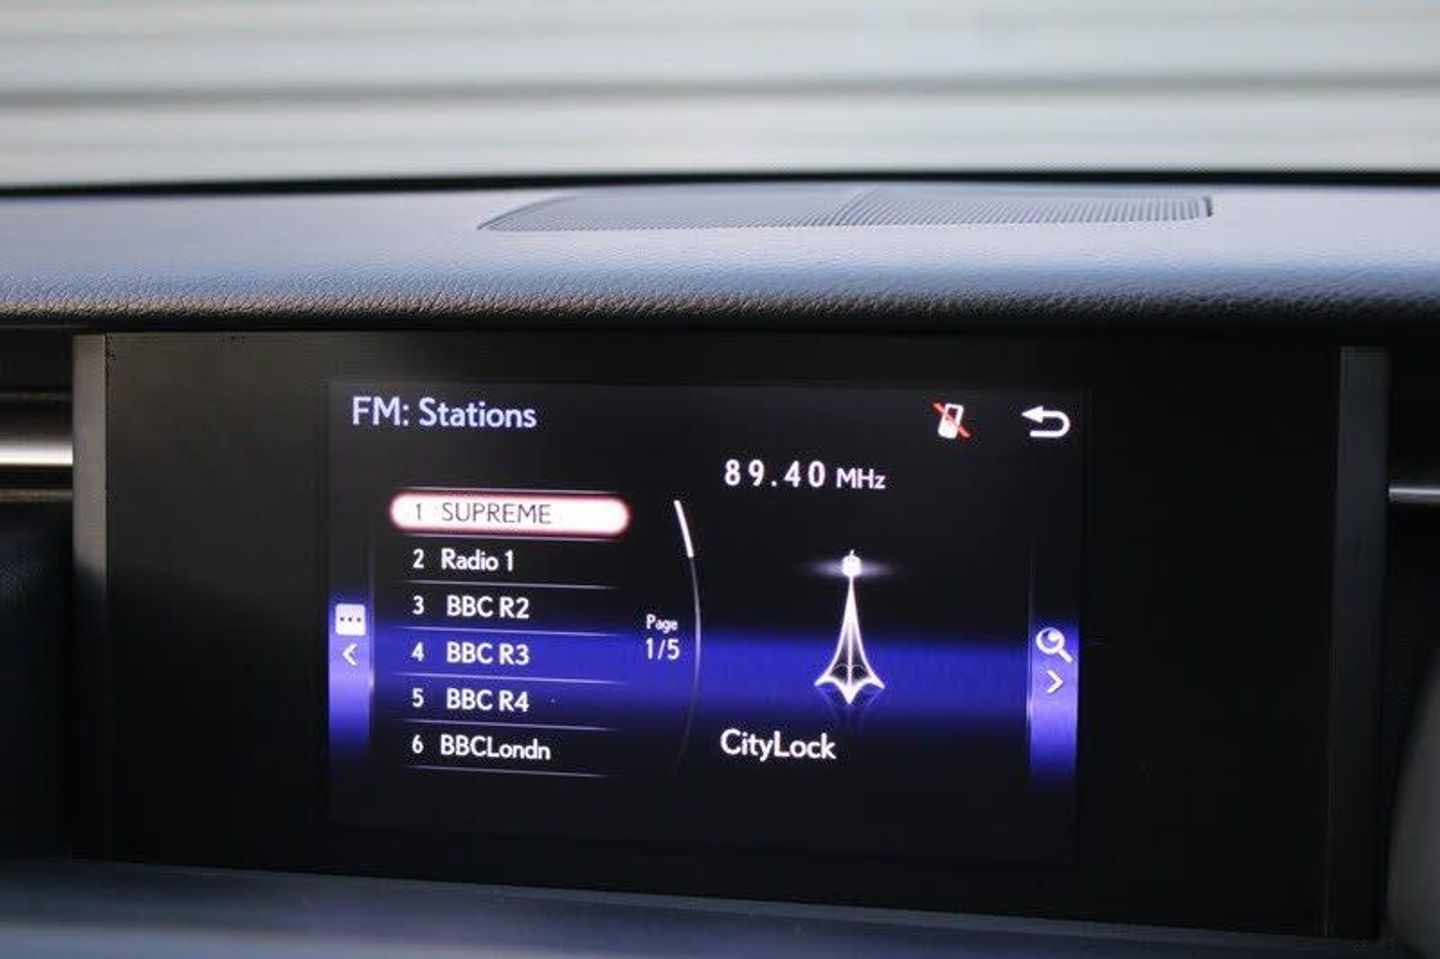 FM: Stations
89.40 MHz
1 SUPREME
2 Radio 1
3 BBC R2
4 BBC R3
5 BBC R4
6 BBCLondn
Page
1/5
CityLock